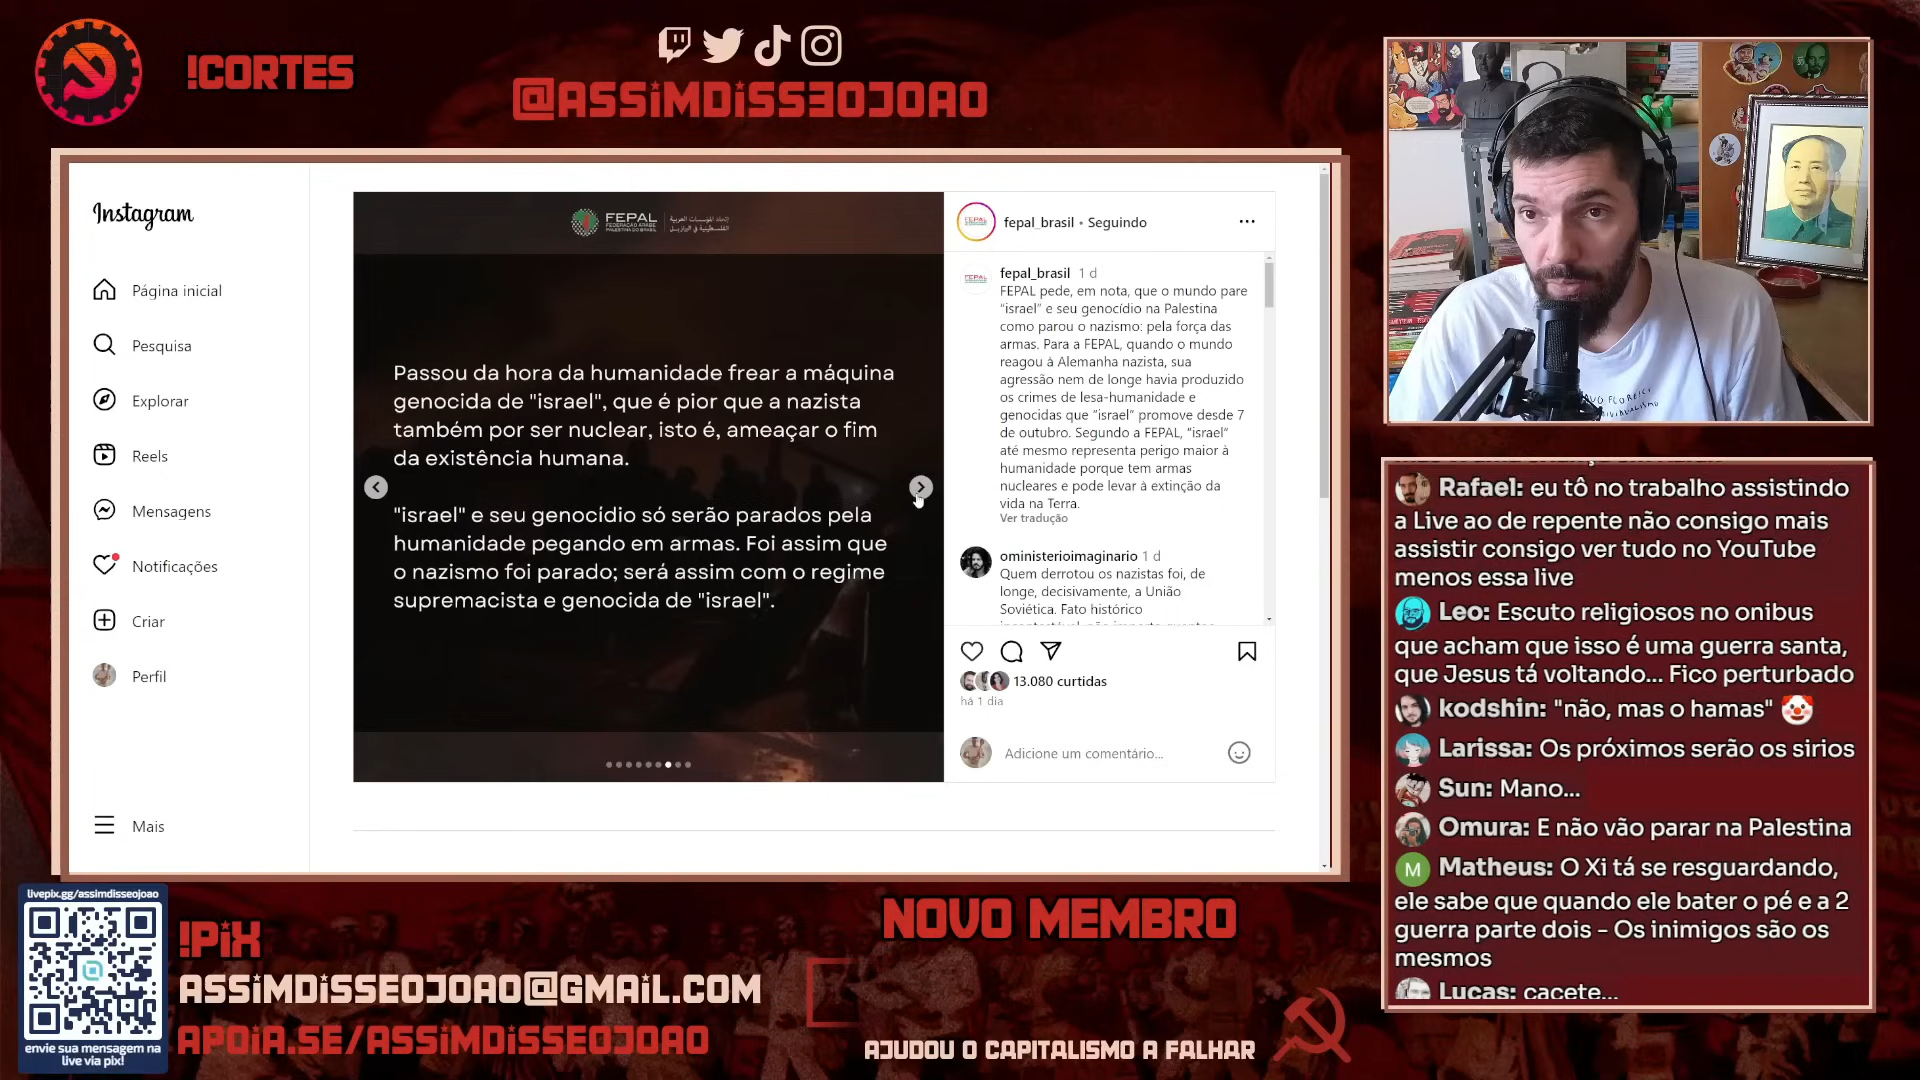 !CORTES
@ASSIMDISSEOJOAO
Instagram
Página inicial
Pesquisa
Explorar
Reels
Mensagens
Notificações
Criar
Perfil
Mais
FEPAL
FEDERAÇÃO ÁRABE
PALESTINA DO BRASIL
Passou da hora da humanidade frear a máquina
genocida de "israel", que é pior que a nazista
também por ser nuclear, isto é, ameaçar o fim
da existência humana.
"israel" e seu genocídio só serão parados pela
humanidade pegando em armas. Foi assim que
o nazismo foi parado; será assim com o regime
supremacista e genocida de "israel".
fepal_brasil • Seguindo
fepal_brasil 1 d
FEPAL pede, em nota, que o mundo pare
“israel” e seu genocídio na Palestina
como parou o nazismo: pela força das
armas. Para a FEPAL, quando o mundo
reagou à Alemanha nazista, sua
agressão nem de longe havia produzido
os crimes de lesa-humanidade e
genocidas que “israel” promove desde 7
de outubro. Segundo a FEPAL, “israel”
até mesmo representa perigo maior à
humanidade porque tem armas
nucleares e pode levar à extinção da
vida na Terra.
Ver tradução
oministerioimaginario 1 d
Quem derrotou os nazistas foi, de
longe, decisivamente, a União
Soviética. Fato histórico
13.080 curtidas
há 1 dia
Adicione um comentário...
Rafael: eu tô no trabalho assistindo
a Live ao de repente não consigo mais
assistir consigo ver tudo no YouTube
menos essa live
Leo: Escuto religiosos no onibus
que acham que isso é uma guerra santa,
que Jesus tá voltando... Fico perturbado
kodshin: "não, mas o hamas" 🤡
Larissa: Os próximos serão os sirios
Sun: Mano...
Omura: E não vão parar na Palestina
M Matheus: O Xi tá se resguardando,
ele sabe que quando ele bater o pé e a 2
guerra parte dois - Os inimigos são os
mesmos
Lucas: cacete...
livepix.gg/assimdisseojoao
envie sua mensagem na
live via pix!
!PIX
ASSIMDISSEOJOAO@GMAIL.COM
APOIA.SE/ASSIMDISSEOJOAO
NOVO MEMBRO
AJUDOU O CAPITALISMO A FALHAR